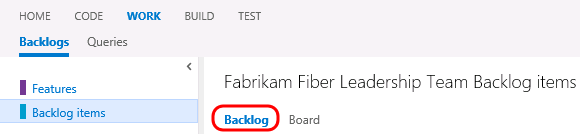 HOME CODE WORK BUILD TEST
Backlogs Queries
Features
Backlog items
Fabrikam Fiber Leadership Team Backlog items
Backlog Board